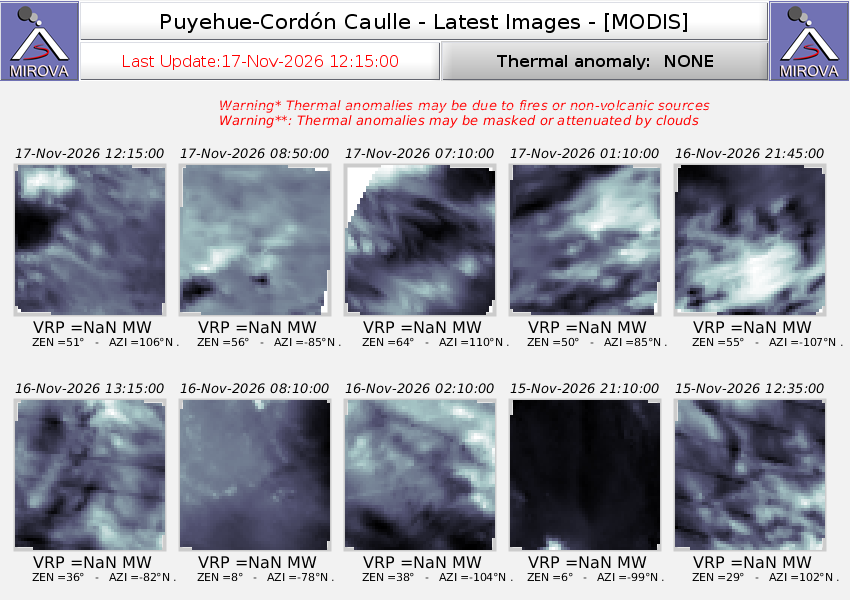 Puyehue-Cordón Caulle - Latest Images - [MODIS]
MIROVA
Last Update:17-Nov-2026 12:15:00
Thermal anomaly: NONE
MIROVA
Warning* Thermal anomalies may be due to fires or non-volcanic sources
Warning**: Thermal anomalies may be masked or attenuated by clouds
17-Nov-2026 12:15:00
17-Nov-2026 08:50:00
17-Nov-2026 07:10:00
17-Nov-2026 01:10:00
16-Nov-2026 21:45:00
VRP =NaN MW
VRP =NaN MW
VRP =NaN MW
VRP =NaN MW
VRP =NaN MW
ZEN =51° - AZI =106°N .
ZEN =56° - AZI =-85°N .
ZEN =64° - AZI =110°N .
ZEN =50° - AZI =85°N .
ZEN =55° - AZI =-107°N .
16-Nov-2026 13:15:00
16-Nov-2026 08:10:00
16-Nov-2026 02:10:00
15-Nov-2026 21:10:00
15-Nov-2026 12:35:00
VRP =NaN MW
VRP =NaN MW
VRP =NaN MW
VRP =NaN MW
VRP =NaN MW
ZEN =36° - AZI =-82°N .
ZEN =8° - AZI =-78°N .
ZEN =38° - AZI =-104°N .
ZEN =6° - AZI =-99°N .
ZEN =29° - AZI =102°N .